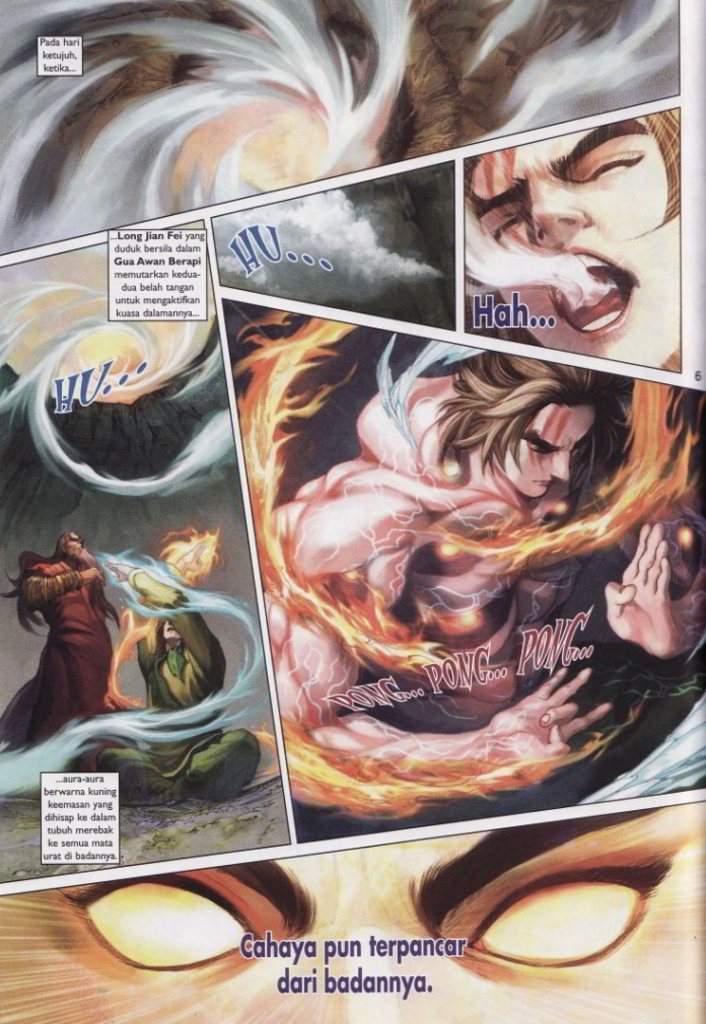 Pada hari
ketujuh,
ketika...
...Long Jian Fei yang
duduk bersila dalam
Gua Awan Berapi
memutarkan kedua-
dua belah tangan
untuk mengaktifkan
kuasa dalamannya...
HU...
Hah...
HU...
6
PONG... PONG... PONG...
...aura-aura
berwarna kuning
keemasan yang
dihisap ke dalam
tubuh merebak
ke semua mata
urat di badannya.
Cahaya pun terpancar
dari badannya.